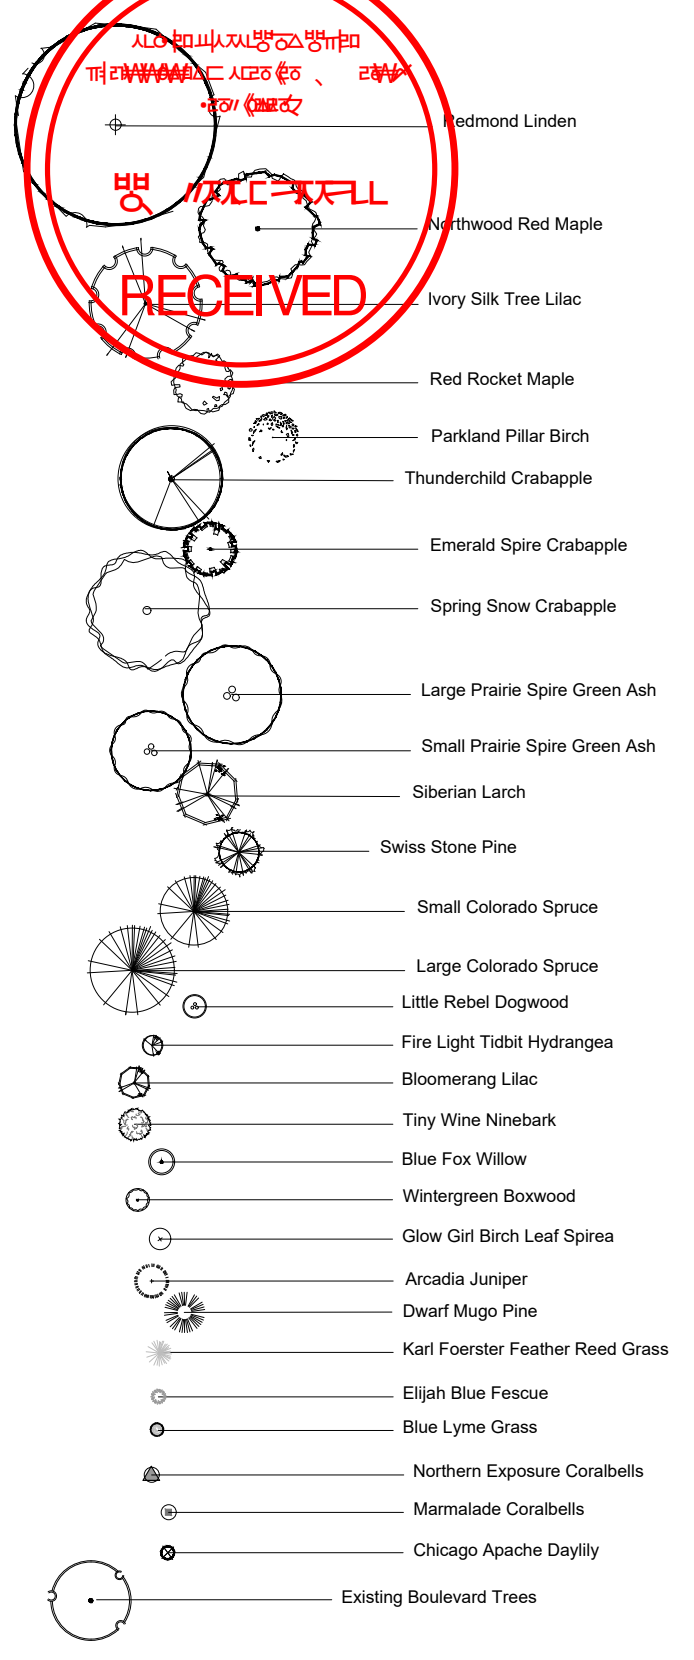 Redmond Linden
Northwood Red Maple
RECEIVED
Ivory Silk Tree Lilac
Red Rocket Maple
Parkland Pillar Birch
Thunderchild Crabapple
Emerald Spire Crabapple
Spring Snow Crabapple
Large Prairie Spire Green Ash
Small Prairie Spire Green Ash
Siberian Larch
Swiss Stone Pine
Small Colorado Spruce
Large Colorado Spruce
Little Rebel Dogwood
Fire Light Tidbit Hydrangea
Bloomerang Lilac
Tiny Wine Ninebark
Blue Fox Willow
Wintergreen Boxwood
Glow Girl Birch Leaf Spirea
Arcadia Juniper
Dwarf Mugo Pine
Karl Foerster Feather Reed Grass
Elijah Blue Fescue
Blue Lyme Grass
Northern Exposure Coralbells
Marmalade Coralbells
Chicago Apache Daylily
Existing Boulevard Trees